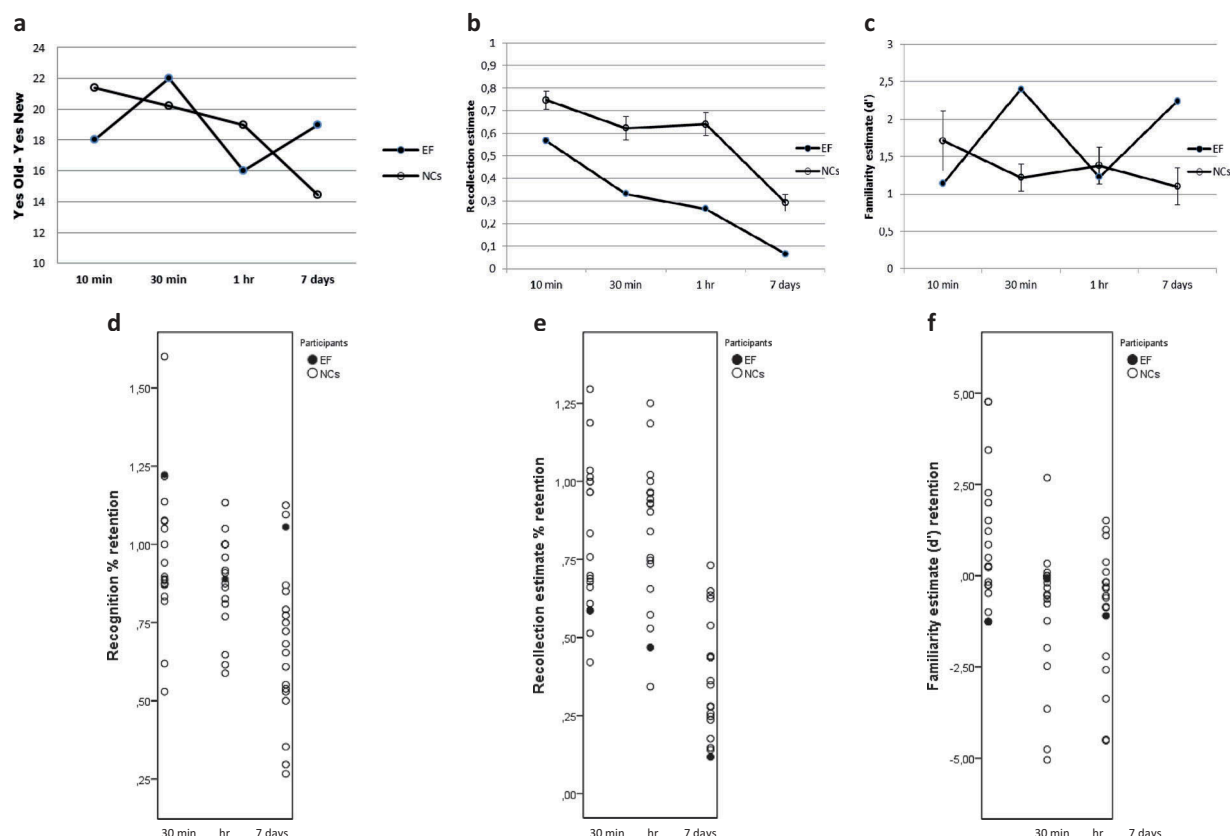 a
24
22
20
18
16
14
12
10
Yes Old - Yes New
10 min 30 min 1 hr 7 days
EF
NCs
b
1
0,9
0,8
0,7
0,6
0,5
0,4
0,3
0,2
0,1
0
Recollection estimate
10 min 30 min 1 hr 7 days
EF
NCs
c
3
2,5
2
1,5
1
0,5
0
Familiarity estimate (d')
10 min 30 min 1 hr 7 days
EF
NCs
d
Participants
EF
NCs
1,50
1,25
1,00
,75
,50
,25
Recognition % retention
30 min hr 7 days
e
Participants
EF
NCs
1,25
1,00
,75
,50
,25
,00
Recollection estimate % retention
30 min hr 7 days
f
Participants
EF
NCs
5,00
2,50
,00
-2,50
-5,00
Familiarity estimate (d') retention
30 min hr 7 days